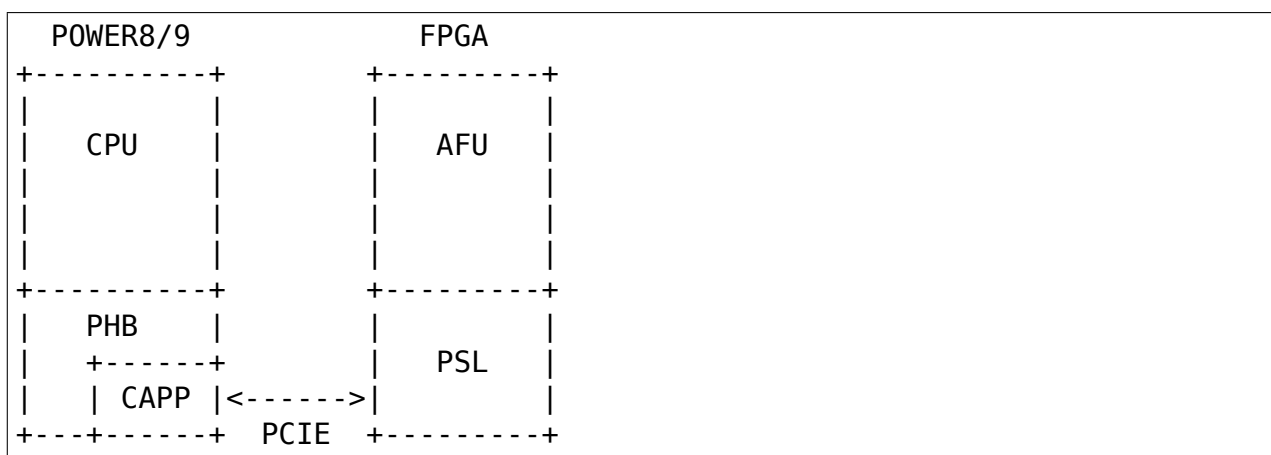 POWER8/9 FPGA
+----------+ +---------+
| | | |
| CPU | | AFU |
| | | |
| | | |
| | | |
+----------+ +---------+
| PHB | | |
| +------+ | PSL |
| | CAPP |<------>| |
+---+------+ PCIE +---------+